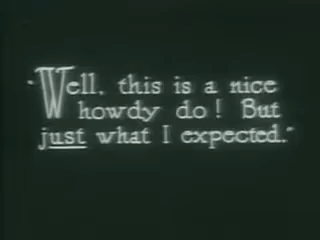 "Well, this is a nice
howdy do! But
just what I expected."